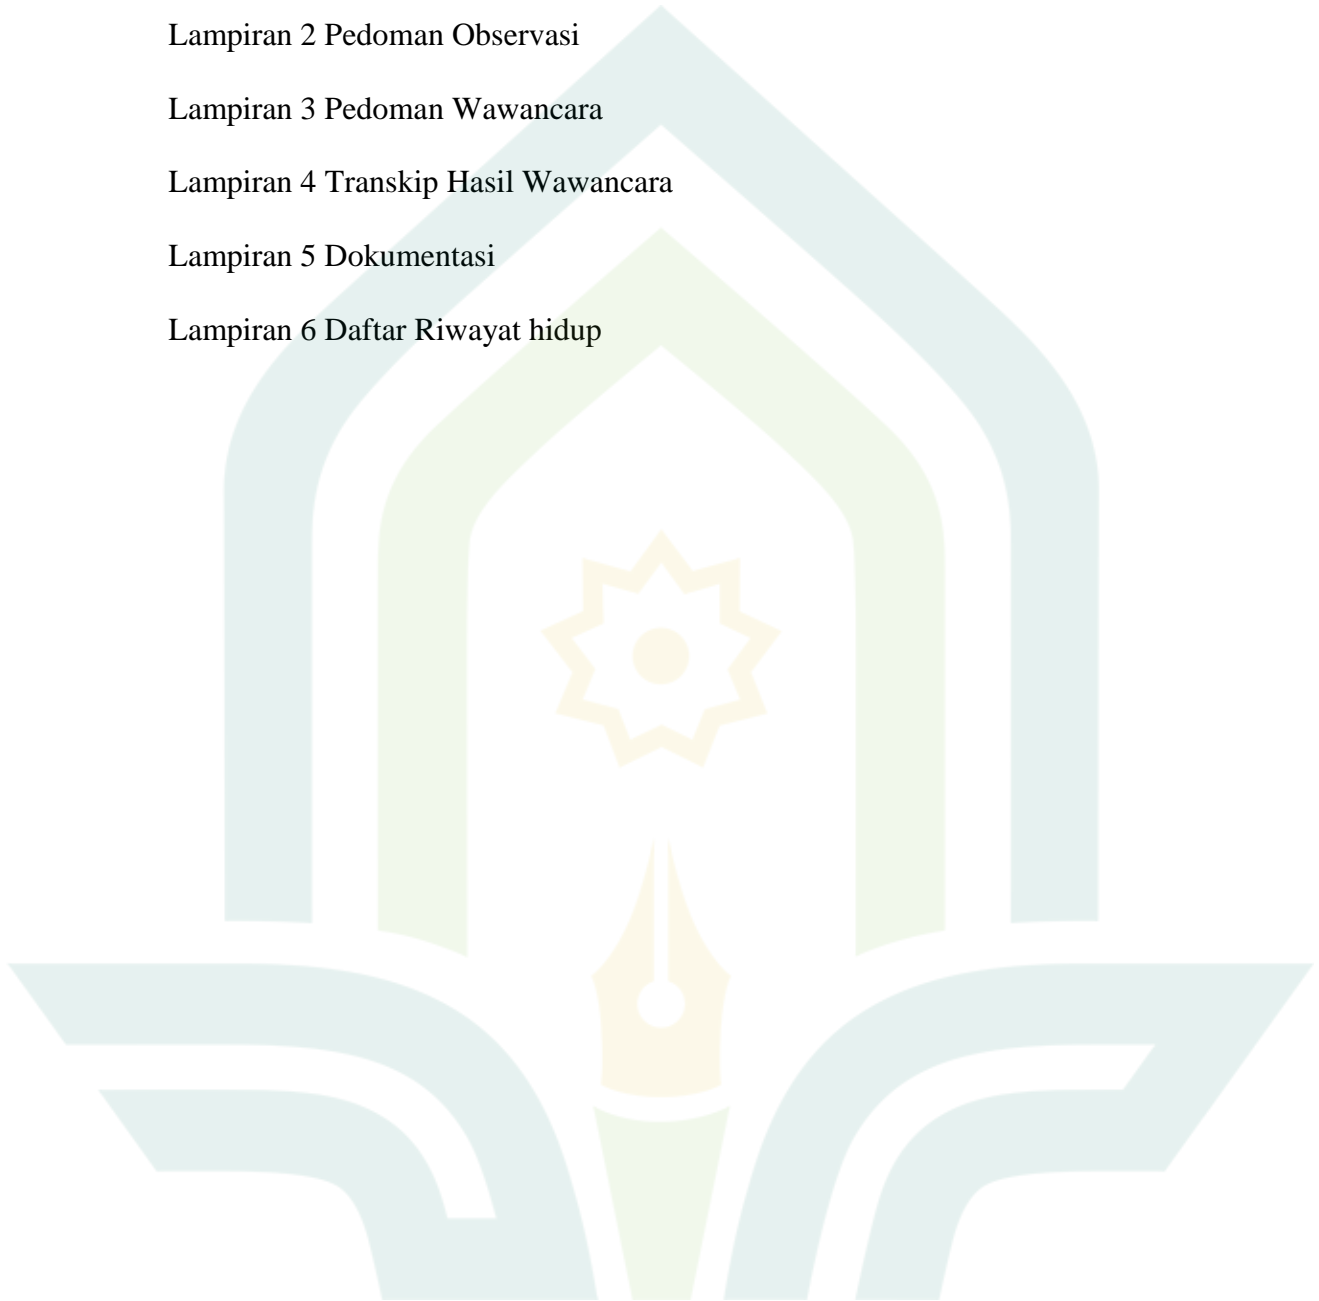 Lampiran 2 Pedoman Observasi
Lampiran 3 Pedoman Wawancara
Lampiran 4 Transkip Hasil Wawancara
Lampiran 5 Dokumentasi
Lampiran 6 Daftar Riwayat hidup